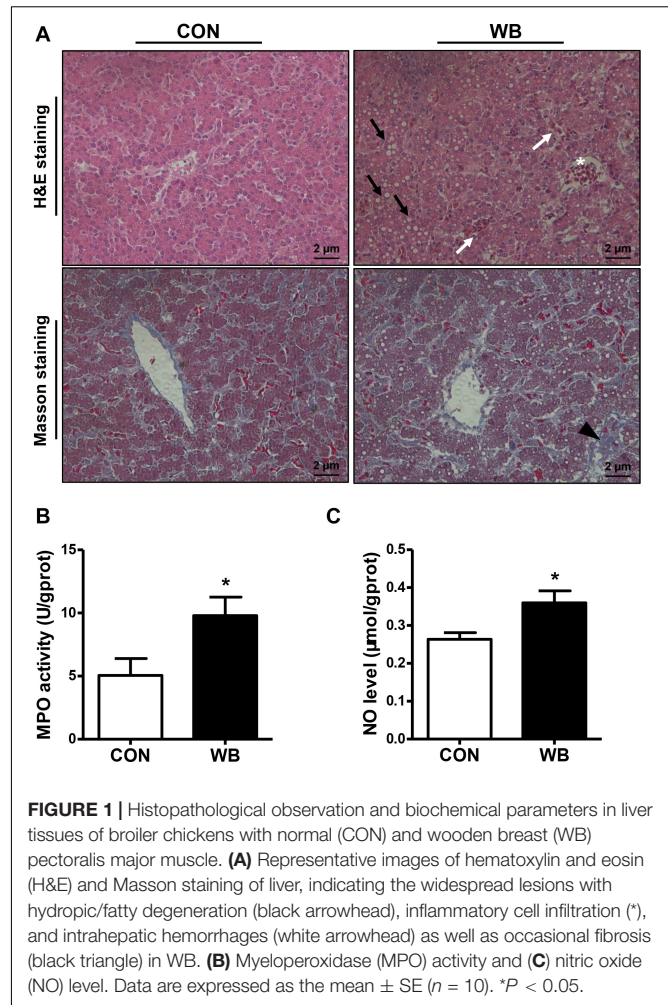 CON
WB
A
H&E staining
*
2 µm
2 µm
Masson staining
2 µm
2 µm
B
MPO activity (U/gprot)
15
10
5
0
*
CON
WB
C
NO level (µmol/gprot)
0.5
0.4
0.3
0.2
0.1
0.0
*
CON
WB
FIGURE 1 | Histopathological observation and biochemical parameters in liver
tissues of broiler chickens with normal (CON) and wooden breast (WB)
pectoralis major muscle. (A) Representative images of hematoxylin and eosin
(H&E) and Masson staining of liver, indicating the widespread lesions with
hydropic/fatty degeneration (black arrowhead), inflammatory cell infiltration (*),
and intrahepatic hemorrhages (white arrowhead) as well as occasional fibrosis
(black triangle) in WB. (B) Myeloperoxidase (MPO) activity and (C) nitric oxide
(NO) level. Data are expressed as the mean ± SE (n = 10). *P < 0.05.